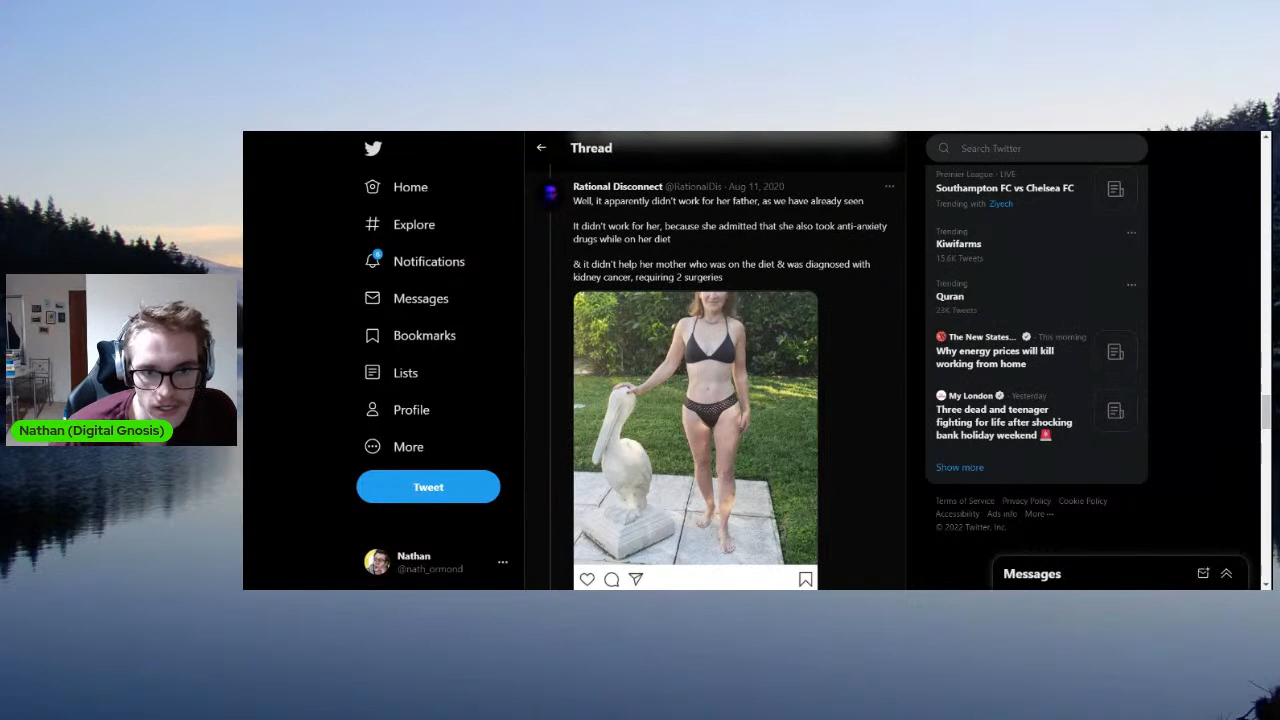 Thread
Search Twitter
Home
Explore
6
Notifications
Messages
Bookmarks
Lists
Profile
More
Tweet
Nathan
@nath_ormond
Nathan (Digital Gnosis)
Rational Disconnect @RationalDis · Aug 11, 2020
Well, it apparently didn't work for her father, as we have already seen
It didn't work for her, because she admitted that she also took anti-anxiety
drugs while on her diet
& it didn't help her mother who was on the diet & was diagnosed with
kidney cancer, requiring 2 surgeries
Premier League · LIVE
Southampton FC vs Chelsea FC
Trending with Ziyech
Trending
Kiwifarms
15.6K Tweets
Trending
Quran
23K Tweets
The New States... · This morning
Why energy prices will kill
working from home
My London · Yesterday
Three dead and teenager
fighting for life after shocking
bank holiday weekend
Show more
Terms of Service Privacy Policy Cookie Policy
Accessibility Ads info More ···
© 2022 Twitter, Inc.
Messages